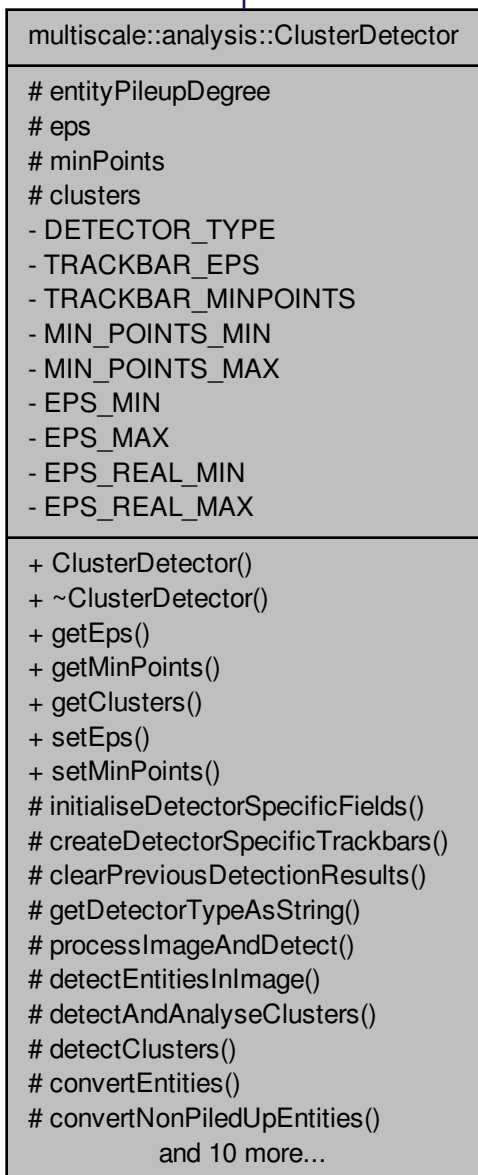 multiscale::analysis::ClusterDetector
# entityPileupDegree
# eps
# minPoints
# clusters
- DETECTOR_TYPE
- TRACKBAR_EPS
- TRACKBAR_MINPOINTS
- MIN_POINTS_MIN
- MIN_POINTS_MAX
- EPS_MIN
- EPS_MAX
- EPS_REAL_MIN
- EPS_REAL_MAX
+ ClusterDetector()
+ ~ClusterDetector()
+ getEps()
+ getMinPoints()
+ getClusters()
+ setEps()
+ setMinPoints()
# initialiseDetectorSpecificFields()
# createDetectorSpecificTrackbars()
# clearPreviousDetectionResults()
# getDetectorTypeAsString()
# processImageAndDetect()
# detectEntitiesInImage()
# detectAndAnalyseClusters()
# detectClusters()
# convertEntities()
# convertNonPiledUpEntities()
and 10 more...